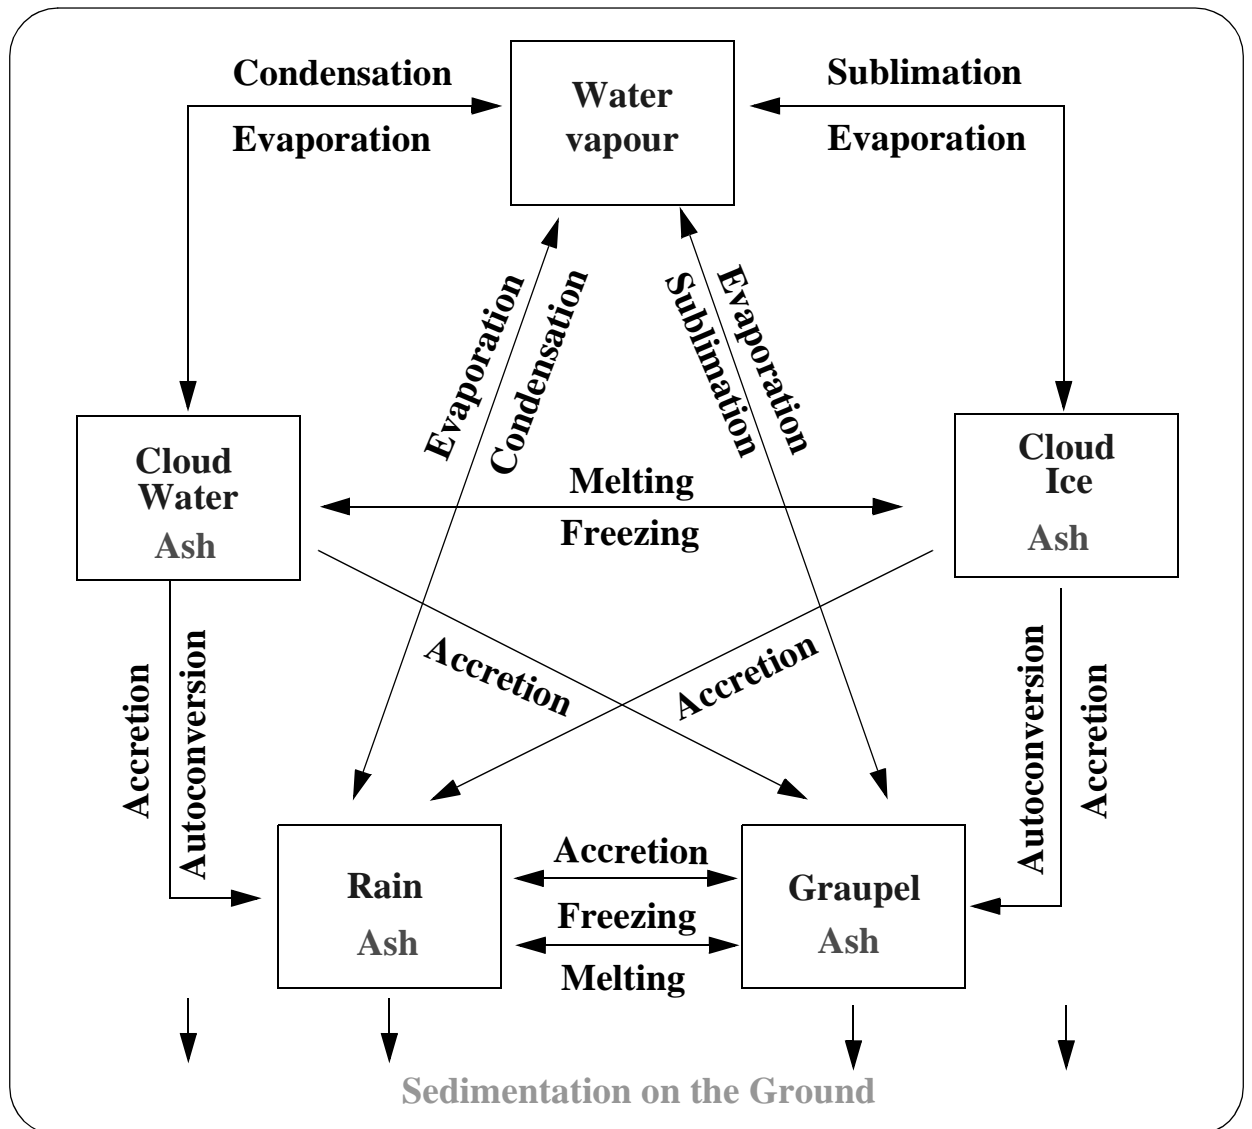 Condensation
Evaporation
Water
vapour
Sublimation
Evaporation
Evaporation
Condensation
Sublimation
Evaporation
Cloud
Water
Ash
Melting
Freezing
Cloud
Ice
Ash
Accretion
Autoconversion
Accretion
Accretion
Autoconversion
Accretion
Rain
Ash
Accretion
Freezing
Melting
Graupel
Ash
Sedimentation on the Ground